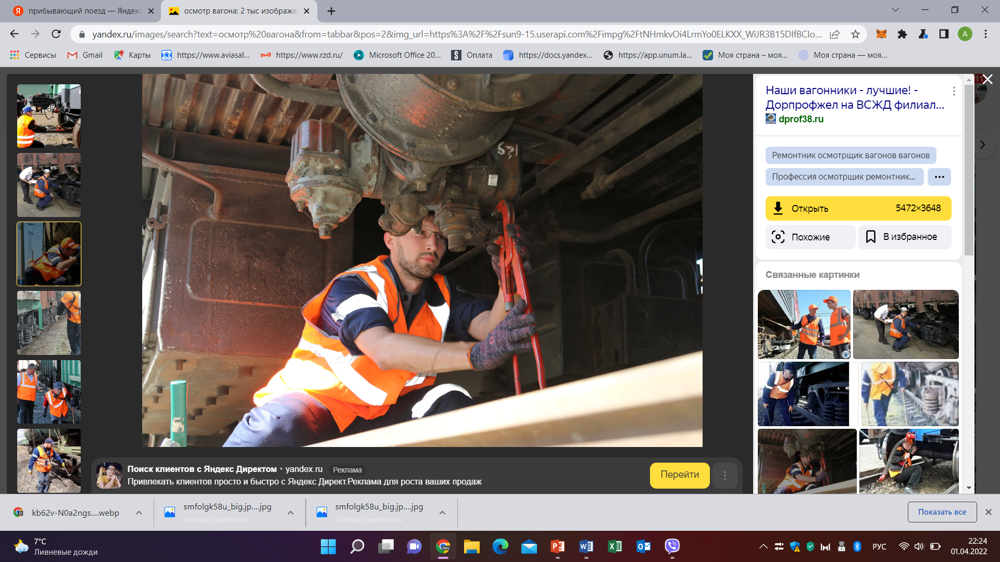 прибывающий поезд — Яндекс
осмотр вагона: 2 тыс изображе
yandex.ru/images/search?text=осмотр%20вагона&from=tabbar&pos=2&img_url=https%3A%2F%2Fsun9-15.userapi.com%2Fimpg%2FtNHmkvOi4LrmYo0ELKXX_WiJR3B15DIfBCIo...
A
Сервисы
Gmail
Карты
https://www.aviasal...
https://www.rzd.ru/
Microsoft Office 20...
Оплата
https://docs.yandex...
https://app.unum.la...
Моя страна – моя...
Моя страна — моя...
Наши вагонники - лучшие! -
Дорпрофжел на ВСЖД филиал...
dprof38.ru
Ремонтник осмотрщик вагонов вагонов
Профессия осмотрщик ремонтник...
Открыть 5472×3648
Похожие
В избранное
Связанные картинки
Поиск клиентов с Яндекс Директом · yandex.ru Реклама
Привлекать клиентов просто и быстро с Яндекс Директ.Реклама для роста ваших продаж
Перейти
kb62v-N0a2ngs....webp
smfolgk58u_big.jp....jpg
Ошибка: Ошибка сети.
smfolgk58u_big.jp....jpg
Ошибка: Ошибка сети.
Показать все
7°C
Ливневые дожди
РУС
22:24
01.04.2022